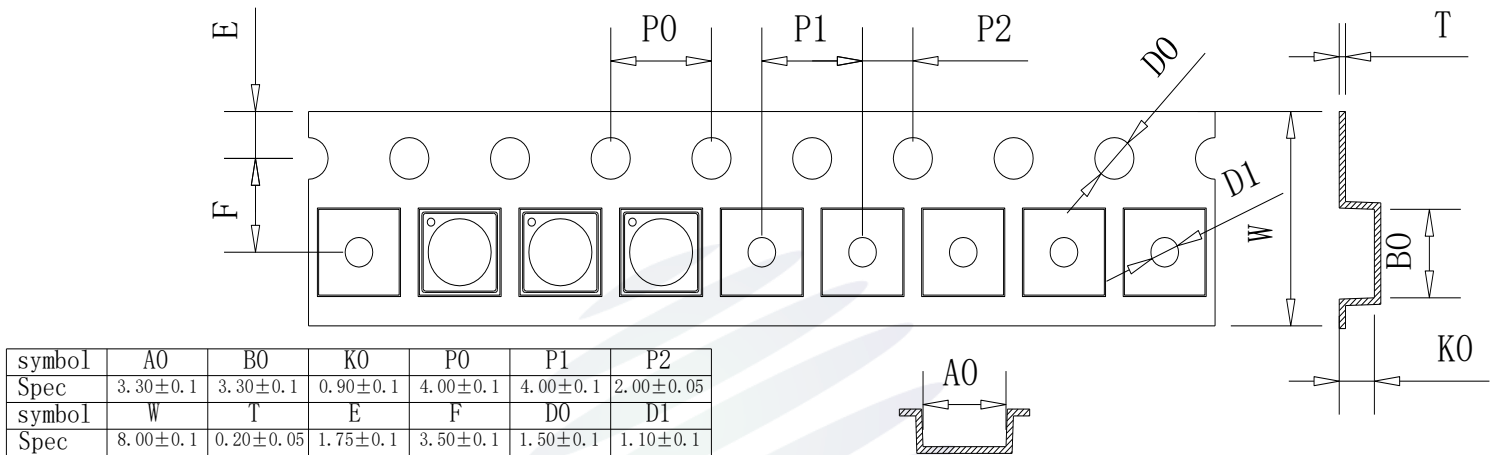 E
P0
P1
P2
T
D0
D1
F
W
B0
K0
A0
symbol A0 B0 K0 P0 P1 P2
Spec 3.30±0.1 3.30±0.1 0.90±0.1 4.00±0.1 4.00±0.1 2.00±0.05
symbol W T E F D0 D1
Spec 8.00±0.1 0.20±0.05 1.75±0.1 3.50±0.1 1.50±0.1 1.10±0.1